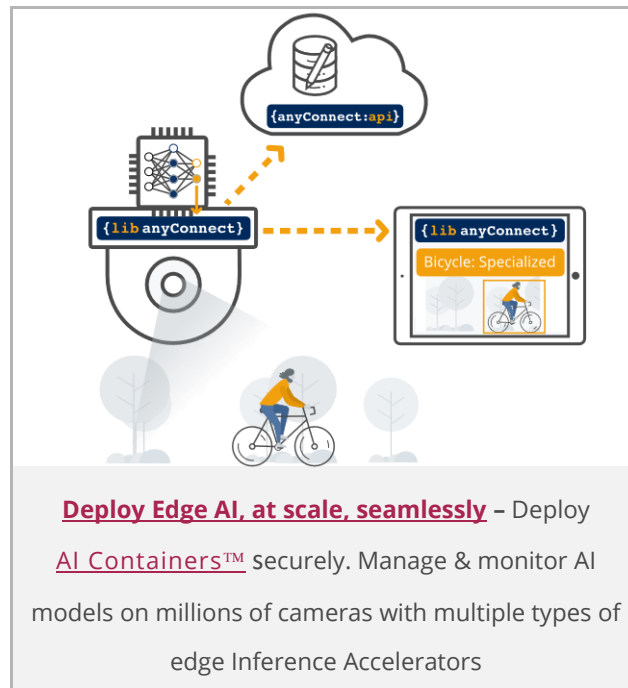 {anyConnect:api}
{lib anyConnect}
{lib anyConnect}
Bicycle: Specialized
Deploy Edge AI, at scale, seamlessly – Deploy
AI Containers™ securely. Manage & monitor AI
models on millions of cameras with multiple types of
edge Inference Accelerators